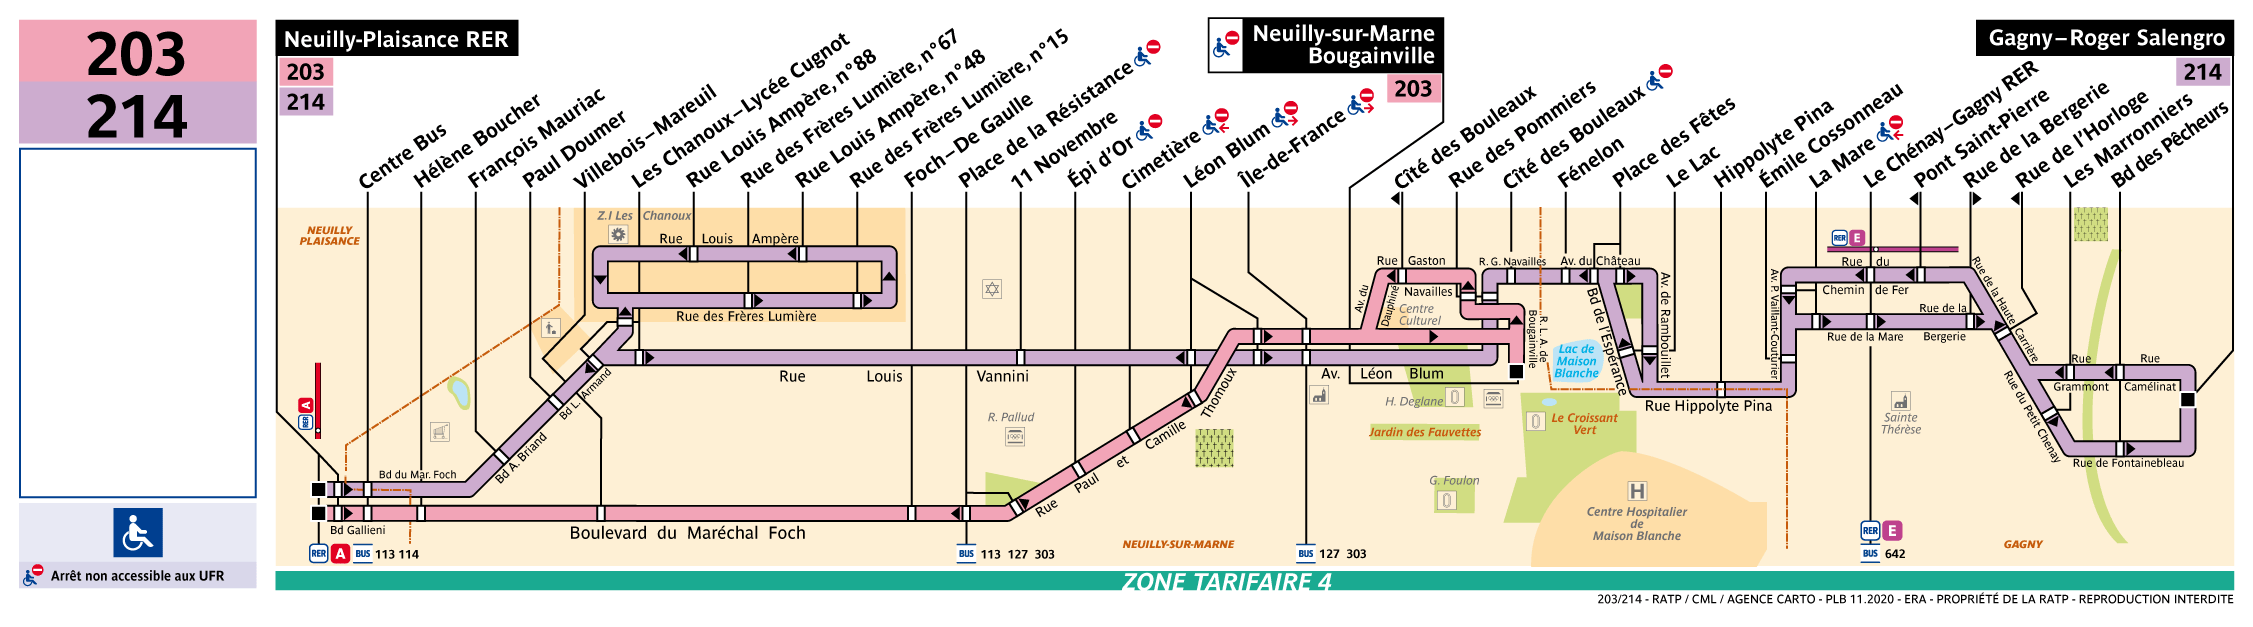 203
214
Arrêt non accessible aux UFR
Neuilly-Plaisance RER
203
214
Neuilly-sur-Marne
Bougainville
203
Gagny–Roger Salengro
214
Centre Bus
Hélène Boucher
François Mauriac
Paul Doumer
Villebois–Mareuil
Les Chanoux–Lycée Cugnot
Rue Louis Ampère, n°88
Rue des Frères Lumière, n°67
Rue Louis Ampère, n°48
Rue des Frères Lumière, n°15
Foch–De Gaulle
Place de la Résistance
11 Novembre
Épi d'Or
Cimetière
Léon Blum
Île-de-France
Cîté des Bouleaux
Rue des Pommiers
Cîté des Bouleaux
Fénelon
Place des Fêtes
Le Lac
Hippolyte Pina
Émile Cossonneau
La Mare
Le Chénay–Gagny RER
Pont Saint-Pierre
Rue de la Bergerie
Rue de l'Horloge
Les Marronniers
Bd des Pêcheurs
NEUILLY
PLAISANCE
Z.I Les Chanoux
Rue Louis Ampère
Rue des Frères Lumière
Rue Louis Vannini
Bd L. Armand
Bd A. Briand
Bd du Mar. Foch
Bd Gallieni
Boulevard du Maréchal Foch
RER A
RER A BUS 113 114
R. Pallud
Rue Paul et Camille Thomoux
BUS 113 127 303
NEUILLY-SUR-MARNE
BUS 127 303
Av. Léon Blum
Av. du Dauphiné
Rue Gaston
Navailles
Centre
Culturel
R. G. Navailles
Bougainville
R. L. A. de
Av. du Château
Bd de l'Espérance
Av. de Rambouillet
Lac de
Maison
Blanche
H. Deglane
Jardin des Fauvettes
G. Foulon
Le Croissant
Vert
H
Centre Hospitalier
de
Maison Blanche
Rue Hippolyte Pina
Av. P. Vaillant-Couturier
RER E
Rue du
Chemin de Fer
Rue de la Mare
Rue de la
Bergerie
Rue de la Haute Carrière
Rue du Petit Chenay
Rue Rue
Grammont Camélinat
Rue de Fontainebleau
Sainte
Thérèse
RER E
BUS 642
GAGNY
ZONE TARIFAIRE 4
203/214 - RATP / CML / AGENCE CARTO - PLB 11.2020 - ERA - PROPRIÉTÉ DE LA RATP - REPRODUCTION INTERDITE